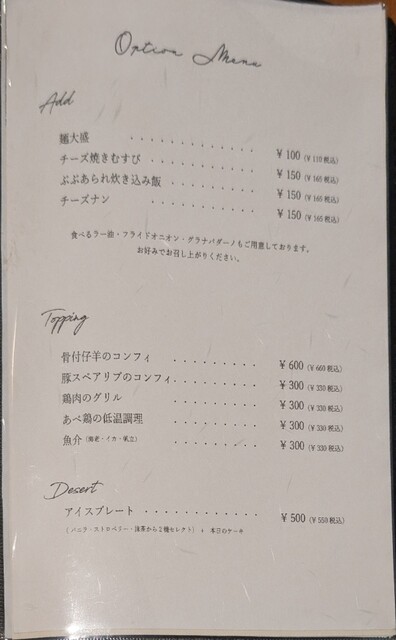 Option Menu
Add
麺大盛 ・・・・・・・・・・・ ¥100 (¥110税込)
チーズ焼きむすび ・・・・・・・・・ ¥150 (¥165税込)
ぶぶあられ炊き込み飯 ・・・・・・・・ ¥150 (¥165税込)
チーズナン ・・・・・・・・・ ¥150 (¥165税込)
食べるラー油・フライドオニオン・グラナパダーノもご用意しております。
お好みでお召し上がりください。
Topping
骨付仔羊のコンフィ ・・・・・・・・・ ¥600 (¥660税込)
豚スペアリブのコンフィ ・・・・・・・・・ ¥300 (¥330税込)
鶏肉のグリル ・・・・・・・・・ ¥300 (¥330税込)
あべ鶏の低温調理 ・・・・・・・・・ ¥300 (¥330税込)
魚介 (海老・イカ・帆立) ・・・・・・・・・ ¥300 (¥330税込)
Desert
アイスプレート ・・・・・・・・・・・・ ¥500 (¥550税込)
(バニラ・ストロベリー・抹茶から2種セレクト) + 本日のケーキ